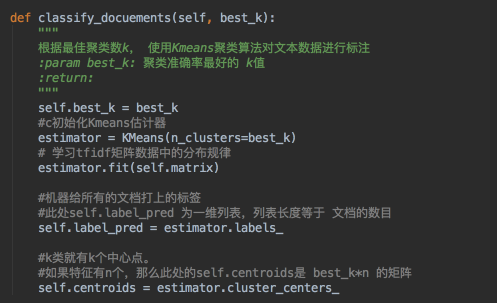 def classify_docuements(self, best_k):
"""
根据最佳聚类数k， 使用Kmeans聚类算法对文本数据进行标注
:param best_k: 聚类准确率最好的 k值
:return:
"""
self.best_k = best_k
#c初始化Kmeans估计器
estimator = KMeans(n_clusters=best_k)
# 学习tfidf矩阵数据中的分布规律
estimator.fit(self.matrix)
#机器给所有的文档打上的标签
#此处self.label_pred 为一维列表，列表长度等于 文档的数目
self.label_pred = estimator.labels_
#k类就有k个中心点。
#如果特征有n个，那么此处的self.centroids是 best_k*n 的矩阵
self.centroids = estimator.cluster_centers_